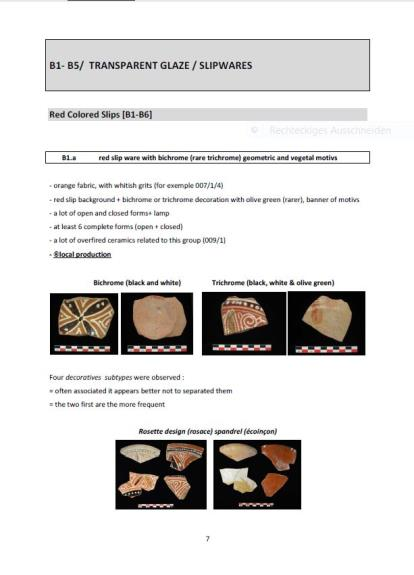 B1- B5/ TRANSPARENT GLAZE / SLIPWARES
Red Colored Slips [B1-B6]
Rechteckiges Ausschneiden
B1.a red slip ware with bichrome (rare trichrome) geometric and vegetal motivs
- orange fabric, with whitish grits (for exemple 007/1/4)
- red slip background + bichrome or trichrome decoration with olive green (rarer), banner of motivs
- a lot of open and closed forms+ lamp
- at least 6 complete forms (open + closed)
- a lot of overfired ceramics related to this group (009/1)
- ®local production
Bichrome (black and white) Trichrome (black, white & olive green)
Four decoratives subtypes were observed :
= often associated it appears better not to separated them
= the two first are the more frequent
Rosette design (rosace) spandrel (écoinçon)
7